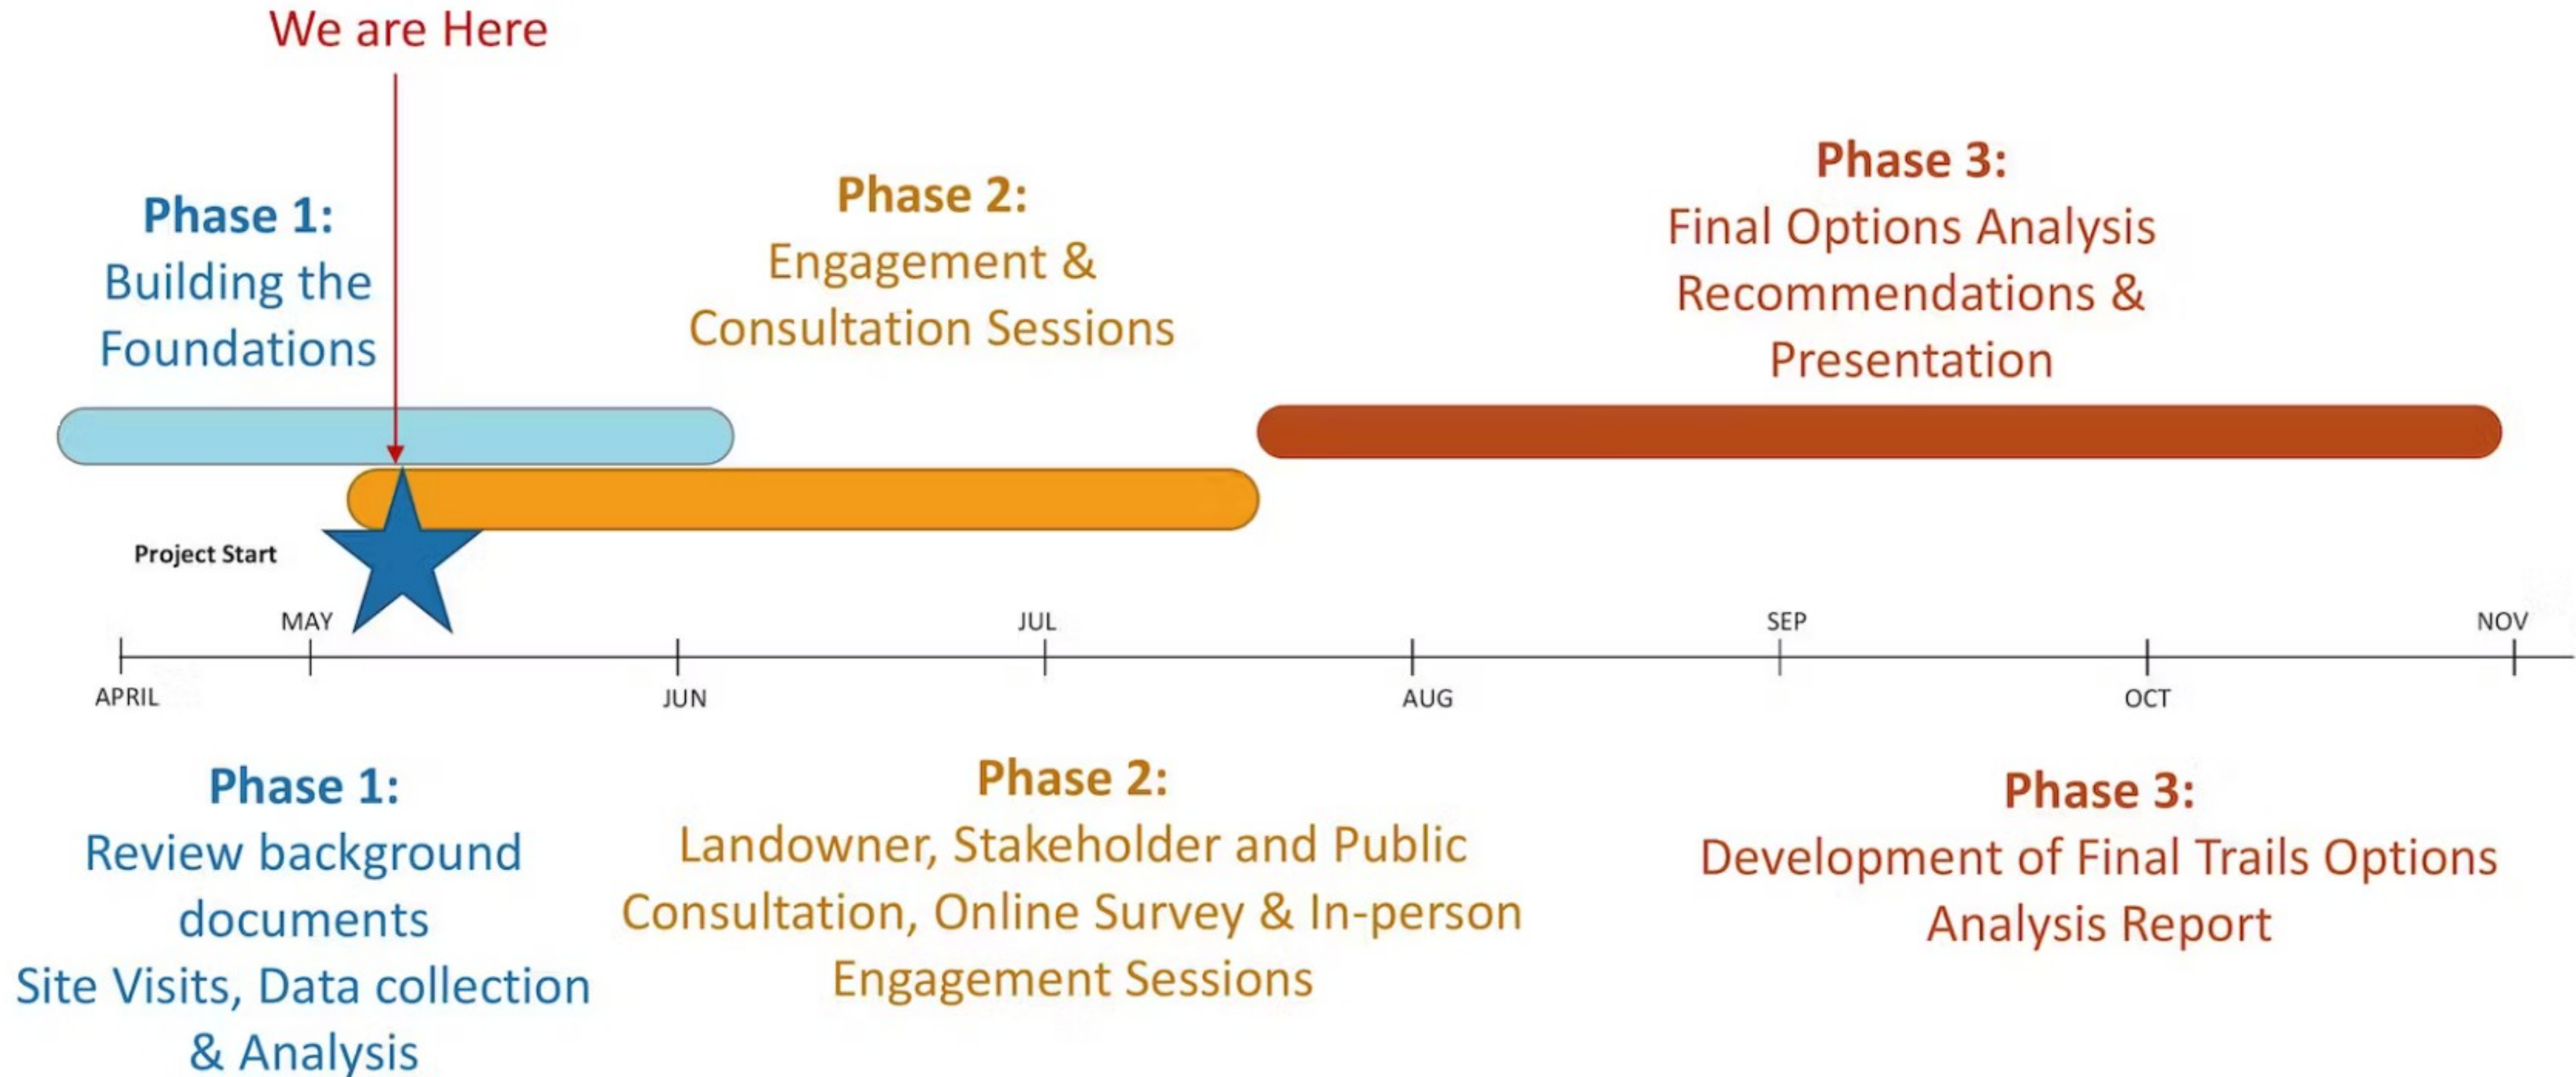 We are Here
Phase 1:
Building the
Foundations
Phase 2:
Engagement &
Consultation Sessions
Phase 3:
Final Options Analysis
Recommendations &
Presentation
Project Start
MAY
JUL
SEP
NOV
APRIL
JUN
AUG
OCT
Phase 1:
Review background
documents
Site Visits, Data collection
& Analysis
Phase 2:
Landowner, Stakeholder and Public
Consultation, Online Survey & In-person
Engagement Sessions
Phase 3:
Development of Final Trails Options
Analysis Report